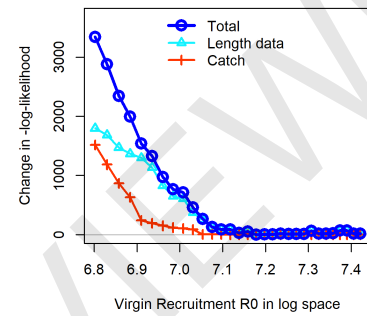 Total
Length data
Catch
Change in -log-likelihood
3000
2000
1000
0
6.8 6.9 7.0 7.1 7.2 7.3 7.4
Virgin Recruitment R0 in log space